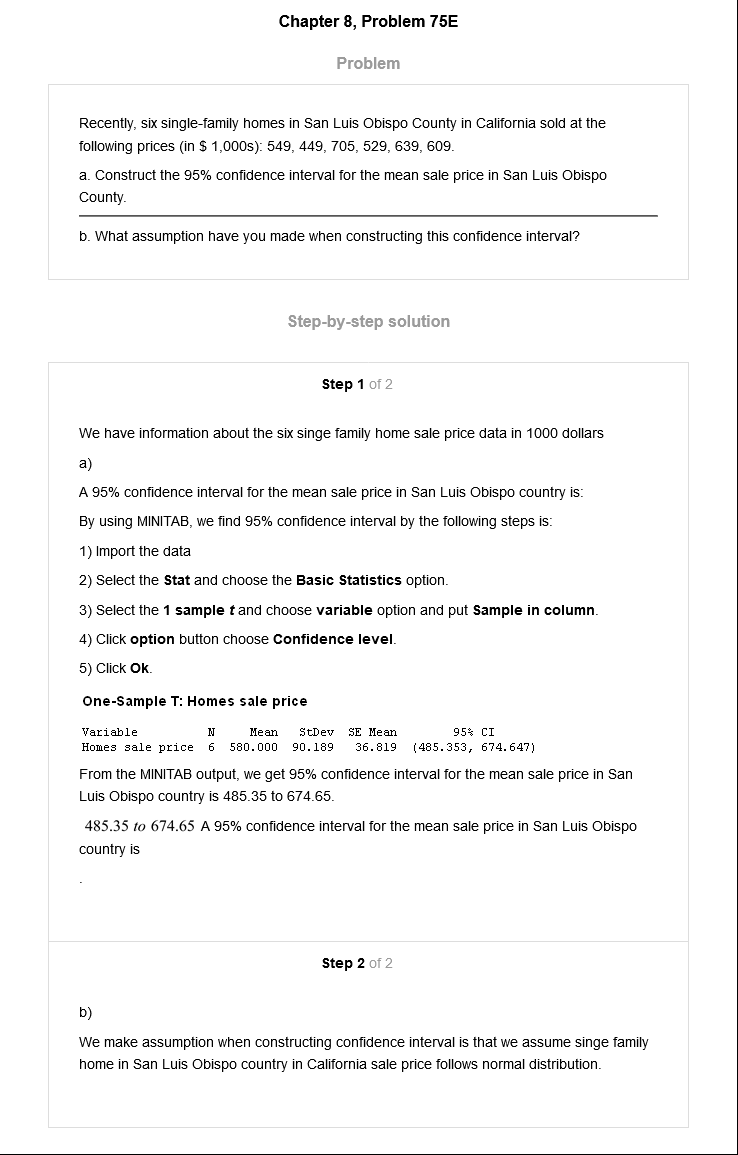 Chapter 8, Problem 75E
Problem
Recently, six single-family homes in San Luis Obispo County in California sold at the
following prices (in $ 1,000s): 549, 449, 705, 529, 639, 609.
a. Construct the 95% confidence interval for the mean sale price in San Luis Obispo
County.
b. What assumption have you made when constructing this confidence interval?
Step-by-step solution
Step 1 of 2
We have information about the six singe family home sale price data in 1000 dollars
a)
A 95% confidence interval for the mean sale price in San Luis Obispo country is:
By using MINITAB, we find 95% confidence interval by the following steps is:
1) Import the data
2) Select the Stat and choose the Basic Statistics option.
3) Select the 1 sample t and choose variable option and put Sample in column.
4) Click option button choose Confidence level.
5) Click Ok.
One-Sample T: Homes sale price
Variable N Mean StDev SE Mean 95% CI
Homes sale price 6 580.000 90.189 36.819 (485.353, 674.647)
From the MINITAB output, we get 95% confidence interval for the mean sale price in San
Luis Obispo country is 485.35 to 674.65.
485.35 to 674.65 A 95% confidence interval for the mean sale price in San Luis Obispo
country is
.
Step 2 of 2
b)
We make assumption when constructing confidence interval is that we assume singe family
home in San Luis Obispo country in California sale price follows normal distribution.